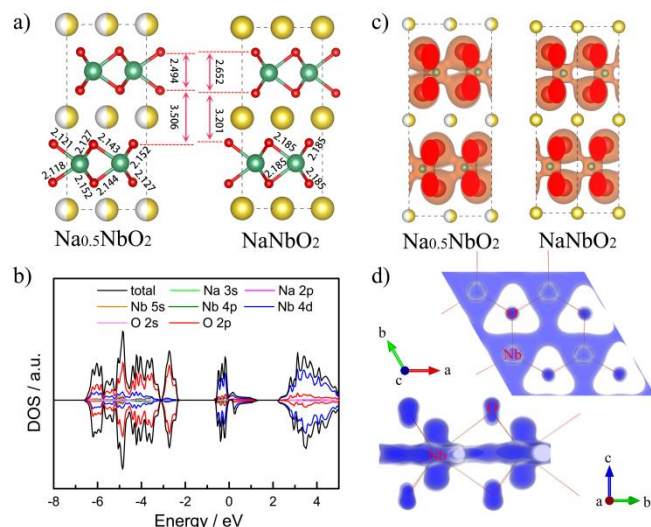 a)
2.494
2.652
3.506
3.201
2.121
2.127
2.143
2.152
2.118
2.152
2.144
2.127
2.185
2.185
2.185
2.185
Na0.5NbO2
NaNbO2
c)
Na0.5NbO2
NaNbO2
b)
total
Na 3s
Na 2p
Nb 5s
Nb 4p
Nb 4d
O 2s
O 2p
DOS / a.u.
-8
-6
-4
-2
0
2
4
Energy / eV
d)
O
Nb
b
c
a
O
Nb
c
a
b